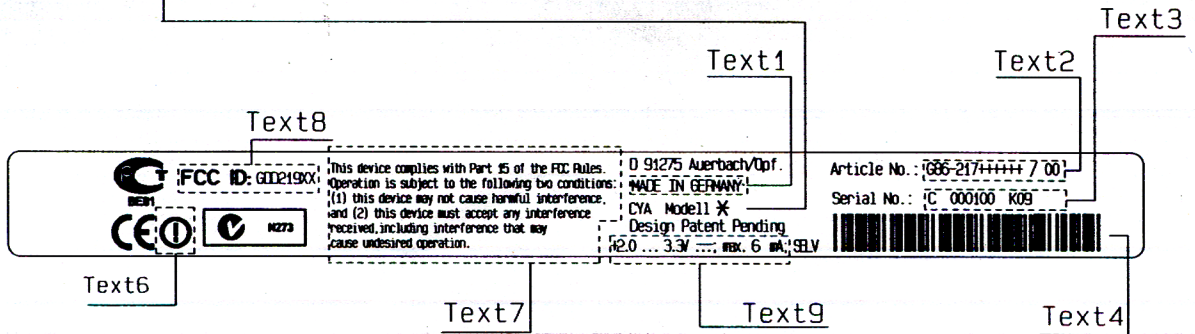 Text3
Text1
Text2
Text8
FCC ID: GDD219XX
BE31
N273
This device complies with Part 15 of the FCC Rules.
Operation is subject to the following two conditions:
(1) this device may not cause harmful interference,
and (2) this device must accept any interference
received, including interference that may
cause undesired operation.
D 91275 Auerbach/Opf.
MADE IN GERMANY
CYA Modell *
Design Patent Pending
2.0 ... 3.3V max. 6 mA, SELV
Article No.: G86-217++++++ / 00
Serial No.: C 000100 K09
Text6
Text7
Text9
Text4